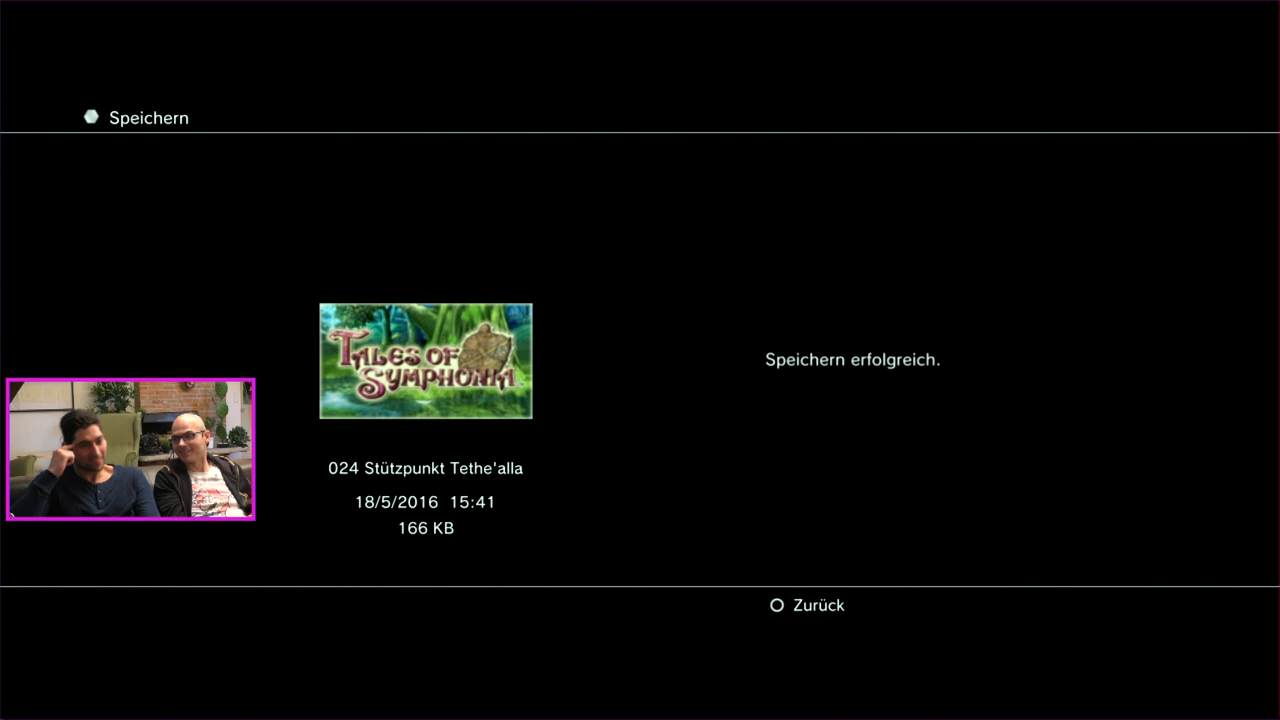 Speichern
TALES OF
SYMPHONIA
Speichern erfolgreich.
024 Stützpunkt Tethe'alla
18/5/2016 15:41
166 KB
Zurück